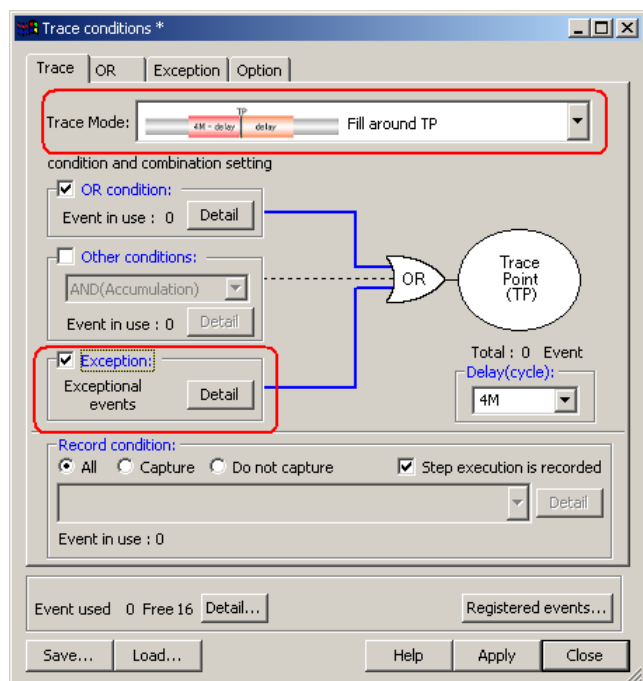 Trace conditions *
Trace OR Exception Option
Trace Mode: 4M - delay TP delay Fill around TP
condition and combination setting
OR condition:
Event in use : 0 Detail
Other conditions:
AND(Accumulation)
Event in use : 0 Detail
Exception:
Exceptional
events
Detail
OR
Trace
Point
(TP)
Total : 0 Event
Delay(cycle):
4M
Record condition:
All Capture Do not capture Step execution is recorded
Detail
Event in use : 0
Event used 0 Free 16 Detail... Registered events...
Save... Load... Help Apply Close